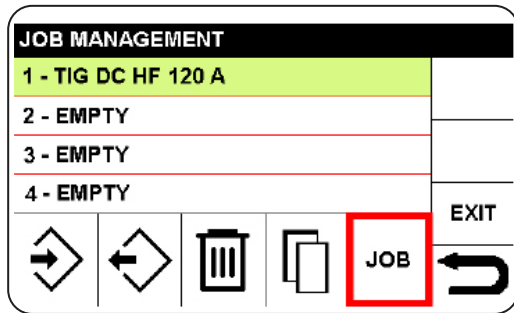 JOB MANAGEMENT
1 - TIG DC HF 120 A
2 - EMPTY
3 - EMPTY
4 - EMPTY
EXIT
JOB